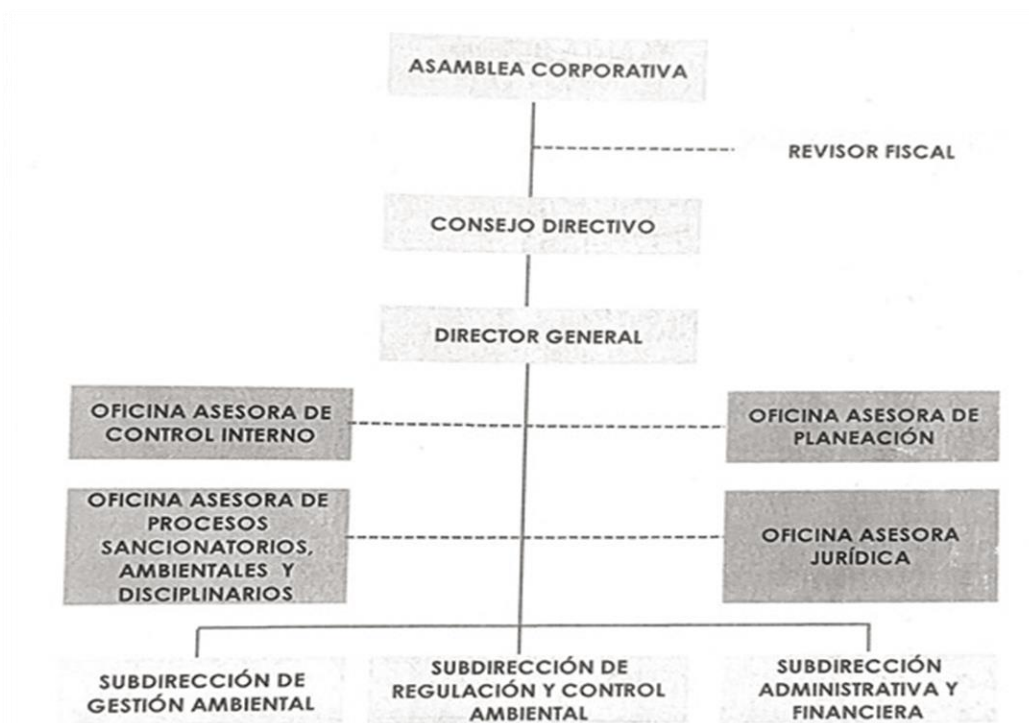 ASAMBLEA CORPORATIVA
REVISOR FISCAL
CONSEJO DIRECTIVO
DIRECTOR GENERAL
OFICINA ASESORA DE
CONTROL INTERNO
OFICINA ASESORA DE
PLANEACIÓN
OFICINA ASESORA DE
PROCESOS
SANCIONATORIOS,
AMBIENTALES Y
DISCIPLINARIOS
OFICINA ASESORA
JURÍDICA
SUBDIRECCIÓN DE
GESTIÓN AMBIENTAL
SUBDIRECCIÓN DE
REGULACIÓN Y CONTROL
AMBIENTAL
SUBDIRECCIÓN
ADMINISTRATIVA Y
FINANCIERA